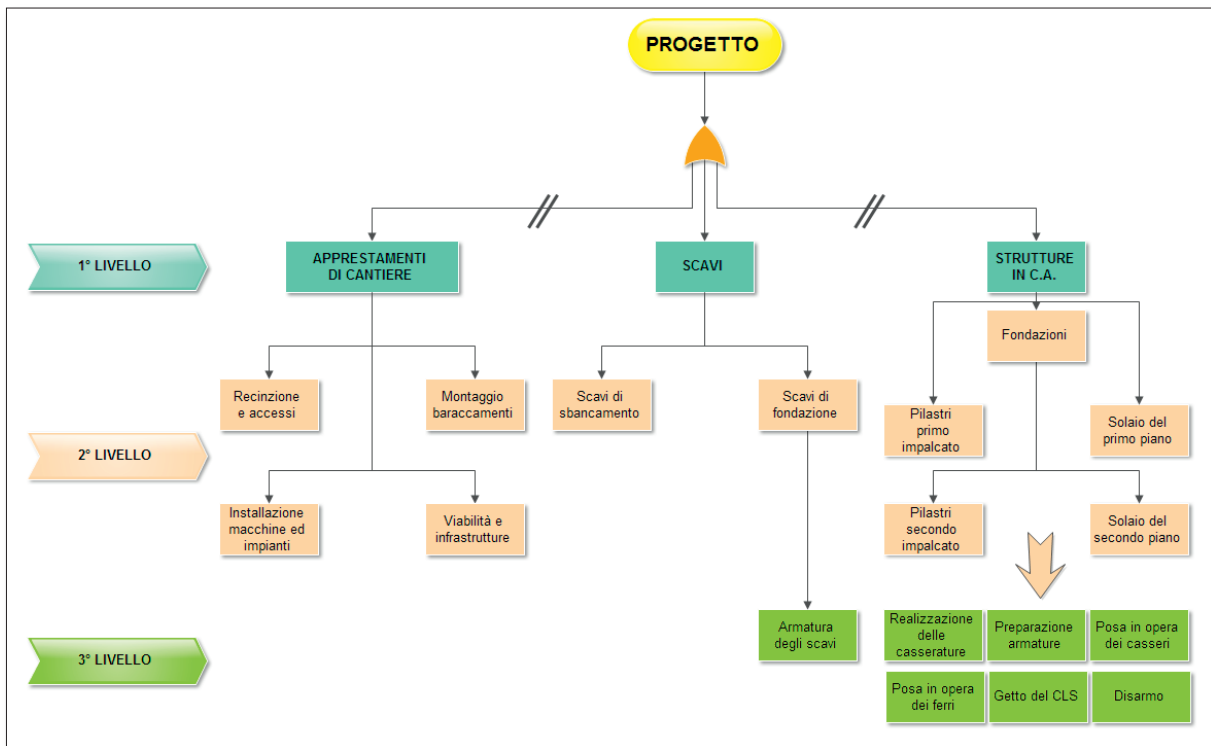 PROGETTO
1° LIVELLO
APPRESTAMENTI
DI CANTIERE
SCAVI
STRUTTURE
IN C.A.
Fondazioni
Recinzione
e accessi
Montaggio
baraccamenti
Scavi di
sbancamento
Scavi di
fondazione
Pilastri
primo
impalcato
Solaio del
primo piano
2° LIVELLO
Installazione
macchine ed
impianti
Viabilità e
infrastrutture
Pilastri
secondo
impalcato
Solaio del
secondo piano
3° LIVELLO
Armatura
degli scavi
Realizzazione
delle
casserature
Preparazione
armature
Posa in opera
dei casseri
Posa in opera
dei ferri
Getto del CLS
Disarmo